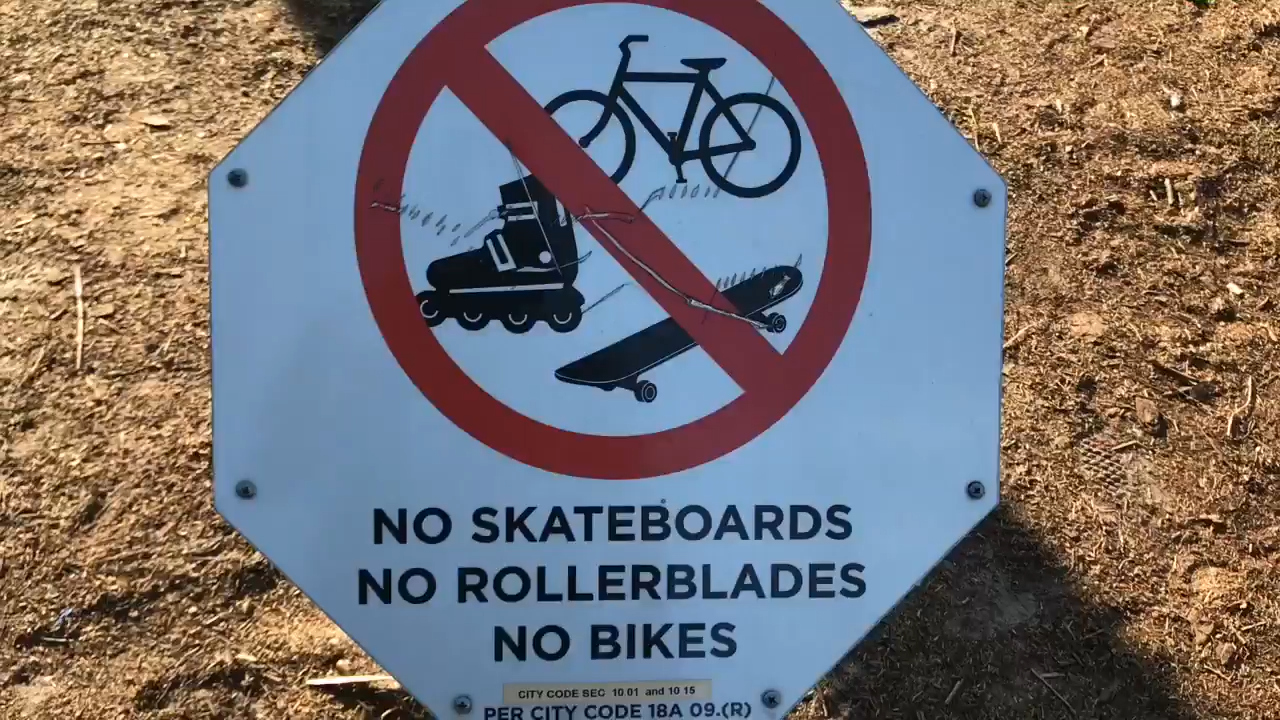 NO SKATEBOARDS
NO ROLLERBLADES
NO BIKES
CITY CODE SEC 10.01 and 10 15
PER CITY CODE 18A 09.(R)